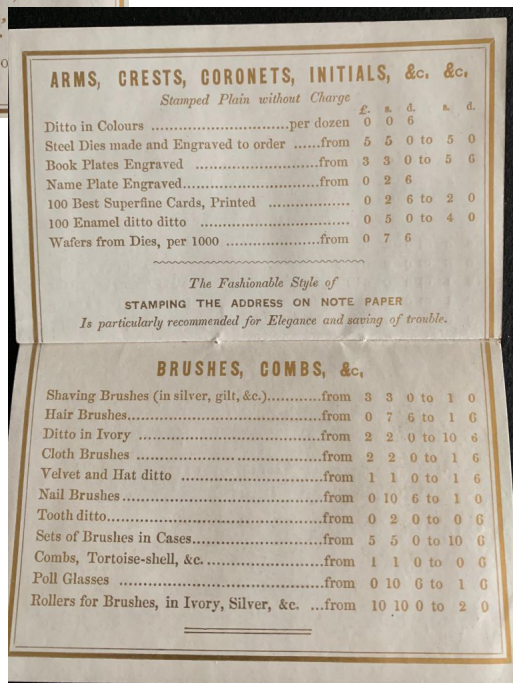 ARMS, CRESTS, CORONETS, INITIALS, &c, &c,
Stamped Plain without Charge
£. s. d. s. d.
Ditto in Colours ..............................per dozen 0 0 6
Steel Dies made and Engraved to order ......from 5 5 0 to 5 0
Book Plates Engraved ............................from 3 3 0 to 5 6
Name Plate Engraved..............................from 0 2 6
100 Best Superfine Cards, Printed .................. 0 2 6 to 2 0
100 Enamel ditto ditto .................................... 0 5 0 to 4 0
Wafers from Dies, per 1000 ....................from 0 7 6
The Fashionable Style of
STAMPING THE ADDRESS ON NOTE PAPER
Is particularly recommended for Elegance and saving of trouble.
BRUSHES, COMBS, &c,
Shaving Brushes (in silver, gilt, &c.)............from 3 3 0 to 1 0
Hair Brushes...........................................from 0 7 6 to 1 6
Ditto in Ivory ........................................from 2 2 0 to 10 6
Cloth Brushes ........................................from 2 2 0 to 1 6
Velvet and Hat ditto ..............................from 1 1 0 to 1 6
Nail Brushes...........................................from 0 10 6 to 1 0
Tooth ditto..............................................from 0 2 0 to 0 6
Sets of Brushes in Cases...........................from 5 5 0 to 10 6
Combs, Tortoise-shell, &c.........................from 1 1 0 to 0 6
Poll Glasses ...........................................from 0 10 6 to 1 6
Rollers for Brushes, in Ivory, Silver, &c. ...from 10 10 0 to 2 0